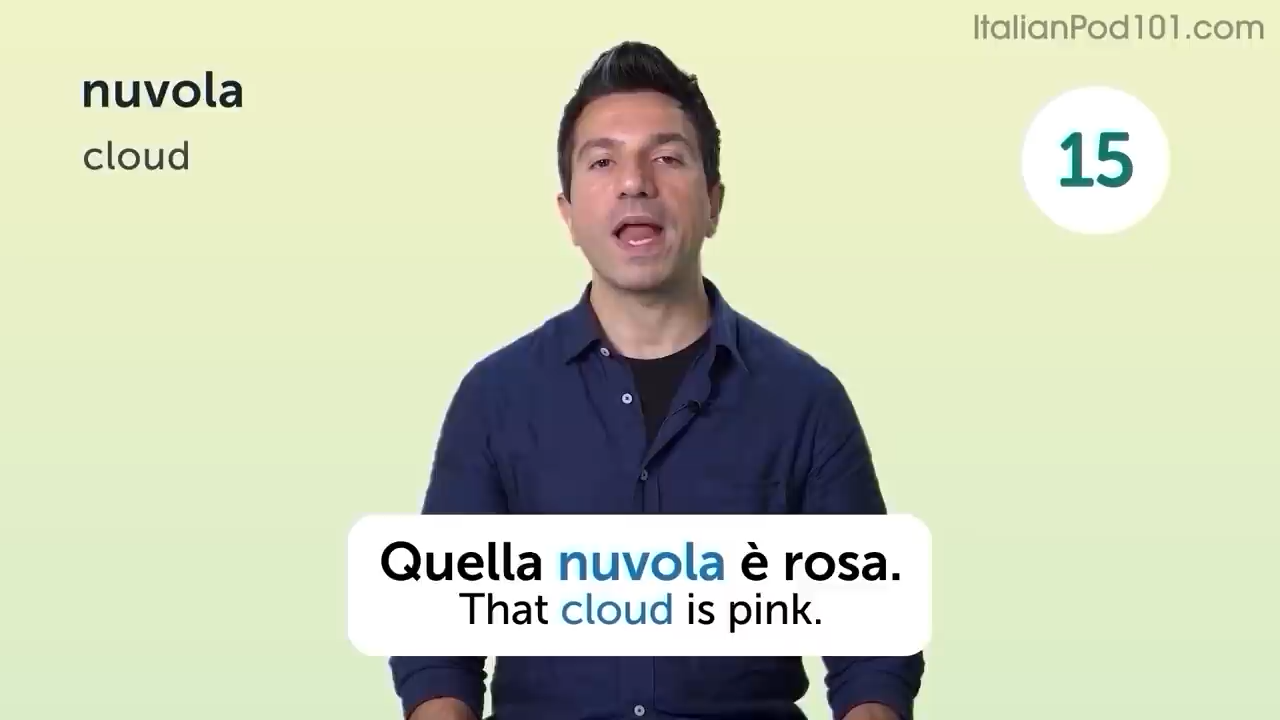 ItalianPod101.com
nuvola
cloud
15
Quella nuvola è rosa.
That cloud is pink.